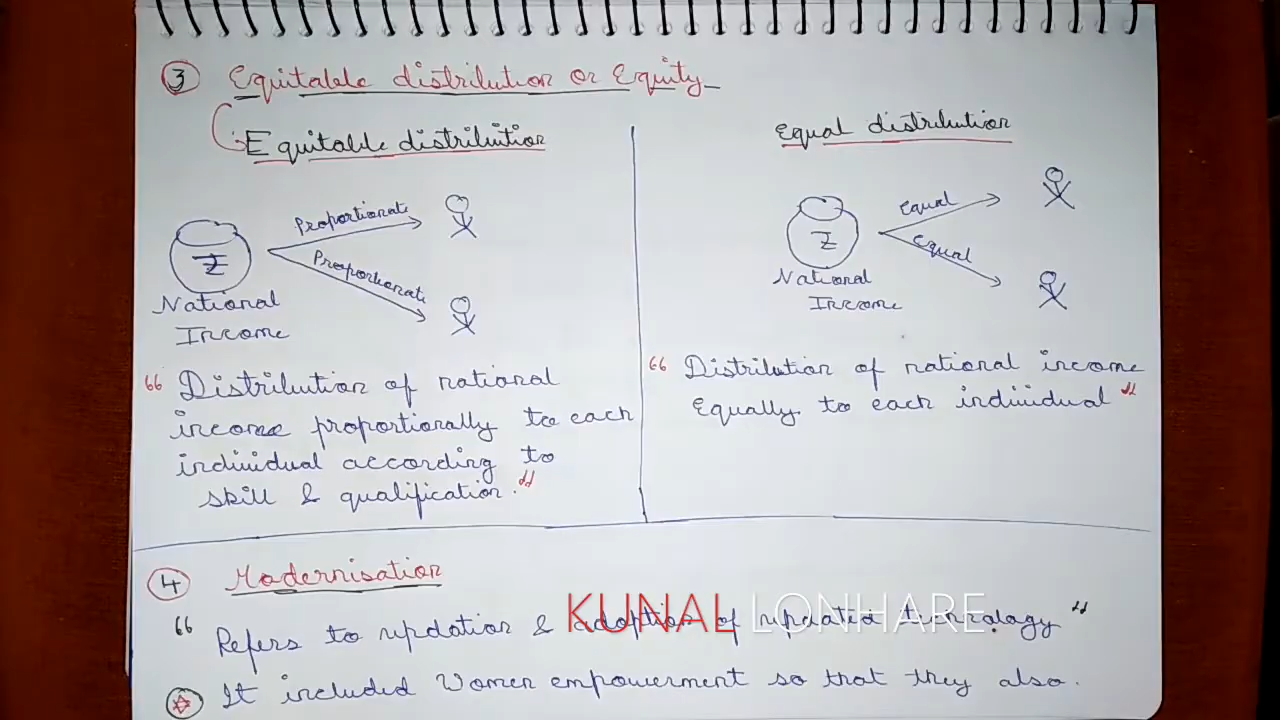 3 Equitable distribution or Equity
Equitable distribution
Proportionate
Proportionate
₹
National
Income
"Distribution of national
income proportionally to each
individual according to
skill & qualification."
Equal distribution
Equal
Equal
₹
National
Income
"Distribution of national income
Equally to each individual"
4 Modernisation
"Refers to updation & adoption of updated technology"
It included Women empowerment so that they also.
KUNAL LONHARE